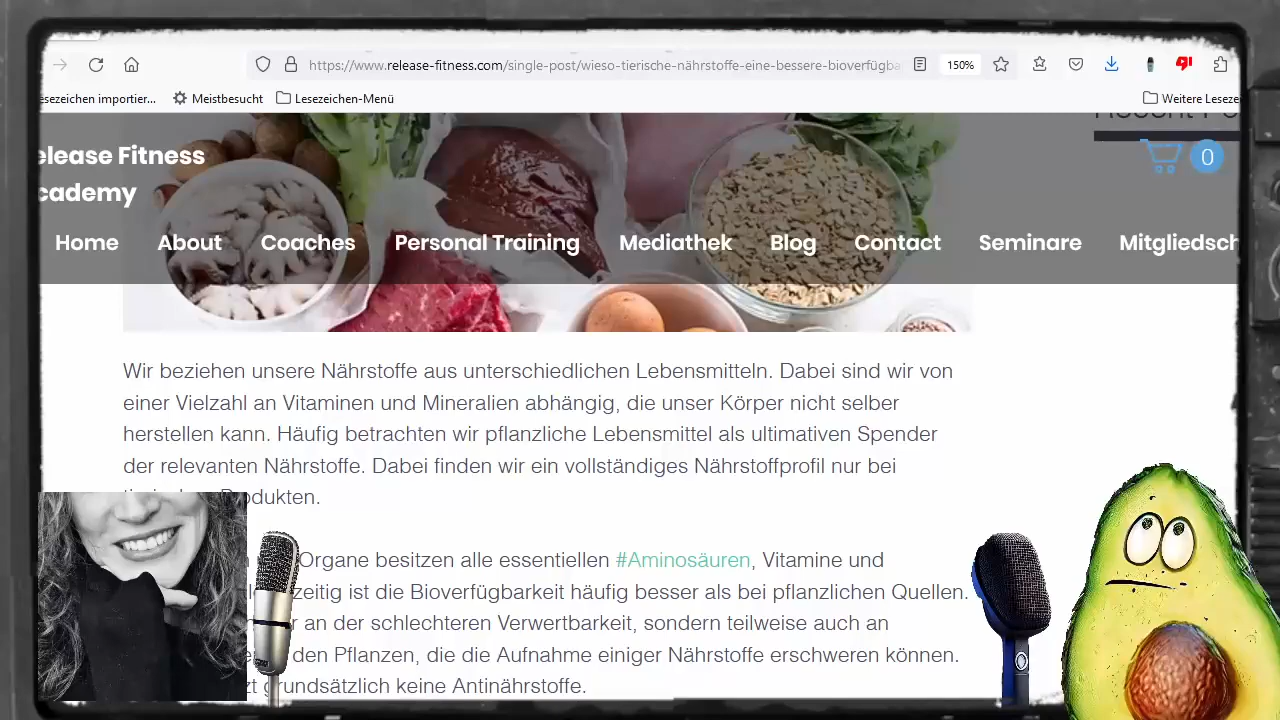 https://www.release-fitness.com/single-post/wieso-tierische-nährstoffe-eine-bessere-bioverfügba
150%
esezeichen importier...
Meistbesucht
Lesezeichen-Menü
Weitere Leseze
elease Fitness
cademy
0
Home
About
Coaches
Personal Training
Mediathek
Blog
Contact
Seminare
Mitgliedsch
Wir beziehen unsere Nährstoffe aus unterschiedlichen Lebensmitteln. Dabei sind wir von
einer Vielzahl an Vitaminen und Mineralien abhängig, die unser Körper nicht selber
herstellen kann. Häufig betrachten wir pflanzliche Lebensmittel als ultimativen Spender
der relevanten Nährstoffe. Dabei finden wir ein vollständiges Nährstoffprofil nur bei
Produkten.
Organe besitzen alle essentiellen #Aminosäuren, Vitamine und
zeitig ist die Bioverfügbarkeit häufig besser als bei pflanzlichen Quellen.
r an der schlechteren Verwertbarkeit, sondern teilweise auch an
den Pflanzen, die die Aufnahme einiger Nährstoffe erschweren können.
zt grundsätzlich keine Antinährstoffe.